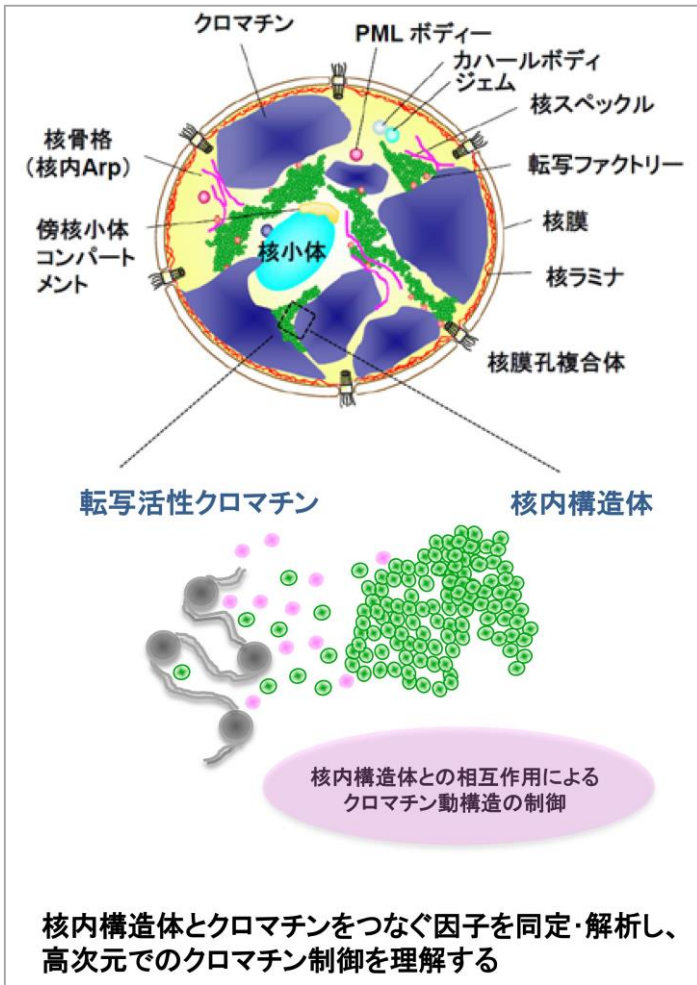 クロマチン
PML ボディー
カハールボディ
ジェム
核スペックル
核骨格
(核内Arp)
転写ファクトリー
傍核小体
コンパート
メント
核小体
核膜
核ラミナ
核膜孔複合体
転写活性クロマチン
核内構造体
核内構造体との相互作用による
クロマチン動構造の制御
核内構造体とクロマチンをつなぐ因子を同定・解析し、
高次元でのクロマチン制御を理解する